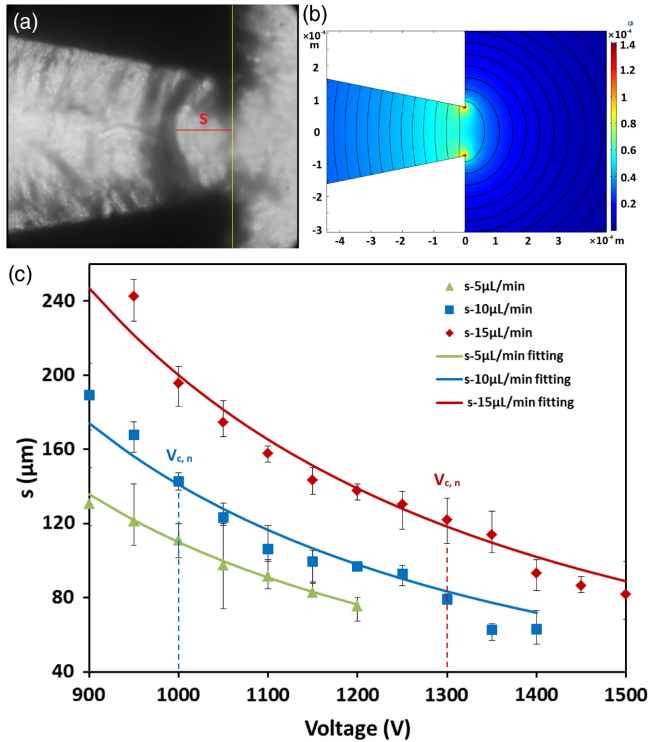 (a)
S
(b)
×10⁻⁴
m
2
1
0
-1
-2
-3
-4
-3
-2
-1
0
1
2
3
×10⁻⁴ m
×10⁻⁴
1.4
1.2
1
0.8
0.6
0.4
0.2
(c)
s (µm)
240
200
160
120
80
40
900
1000
1100
1200
1300
1400
1500
Voltage (V)
Vc, n
Vc, n
s-5µL/min
s-10µL/min
s-15µL/min
s-5µL/min fitting
s-10µL/min fitting
s-15µL/min fitting